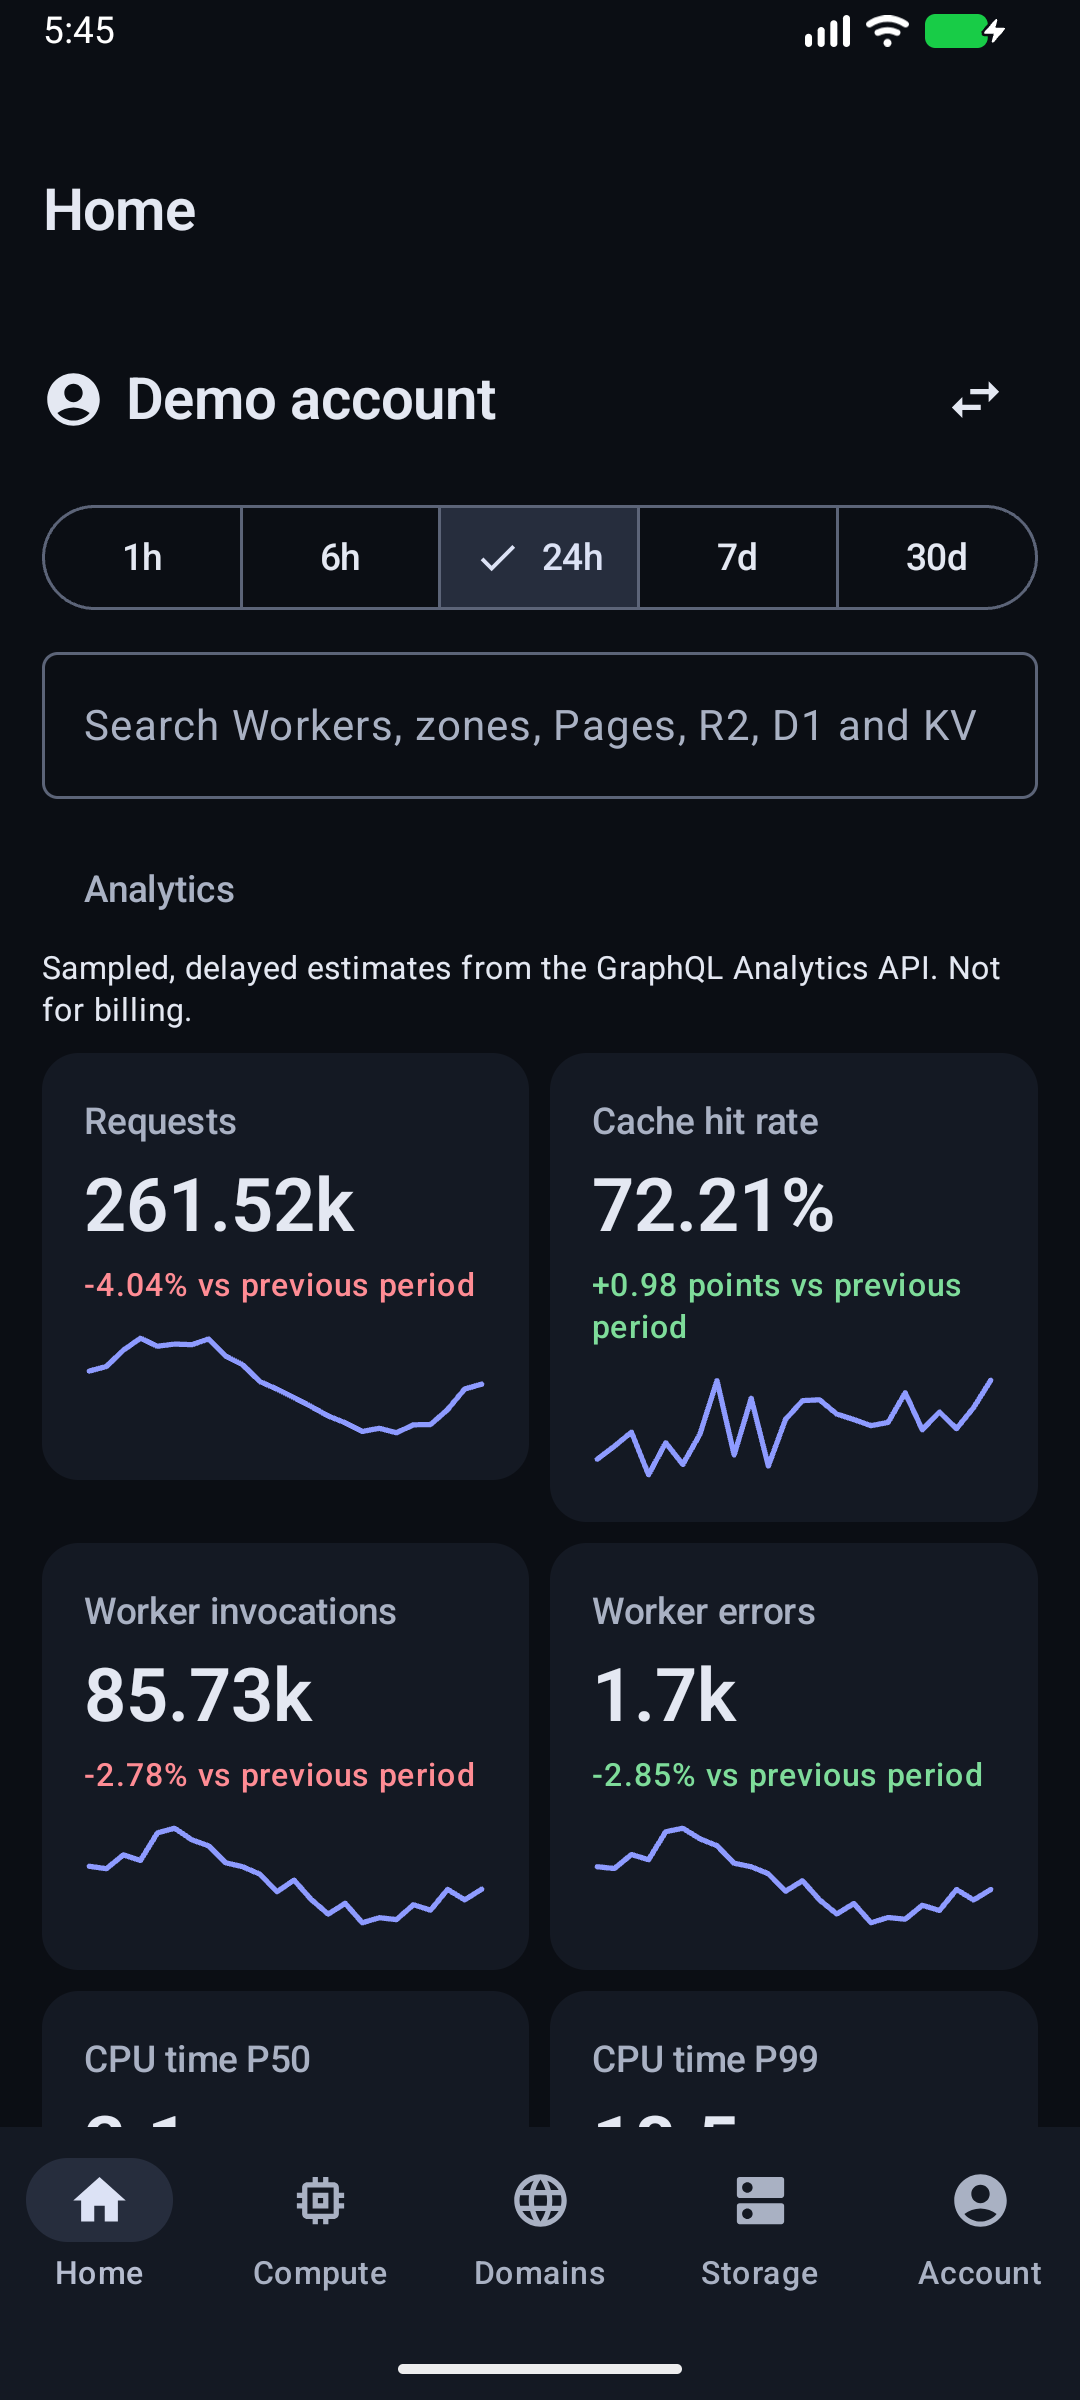 5:45
Home
Demo account
1h
6h
24h
7d
30d
Search Workers, zones, Pages, R2, D1 and KV
Analytics
Sampled, delayed estimates from the GraphQL Analytics API. Not
for billing.
Requests
261.52k
-4.04% vs previous period
Cache hit rate
72.21%
+0.98 points vs previous
period
Worker invocations
85.73k
-2.78% vs previous period
Worker errors
1.7k
-2.85% vs previous period
CPU time P50
CPU time P99
Home
Compute
Domains
Storage
Account